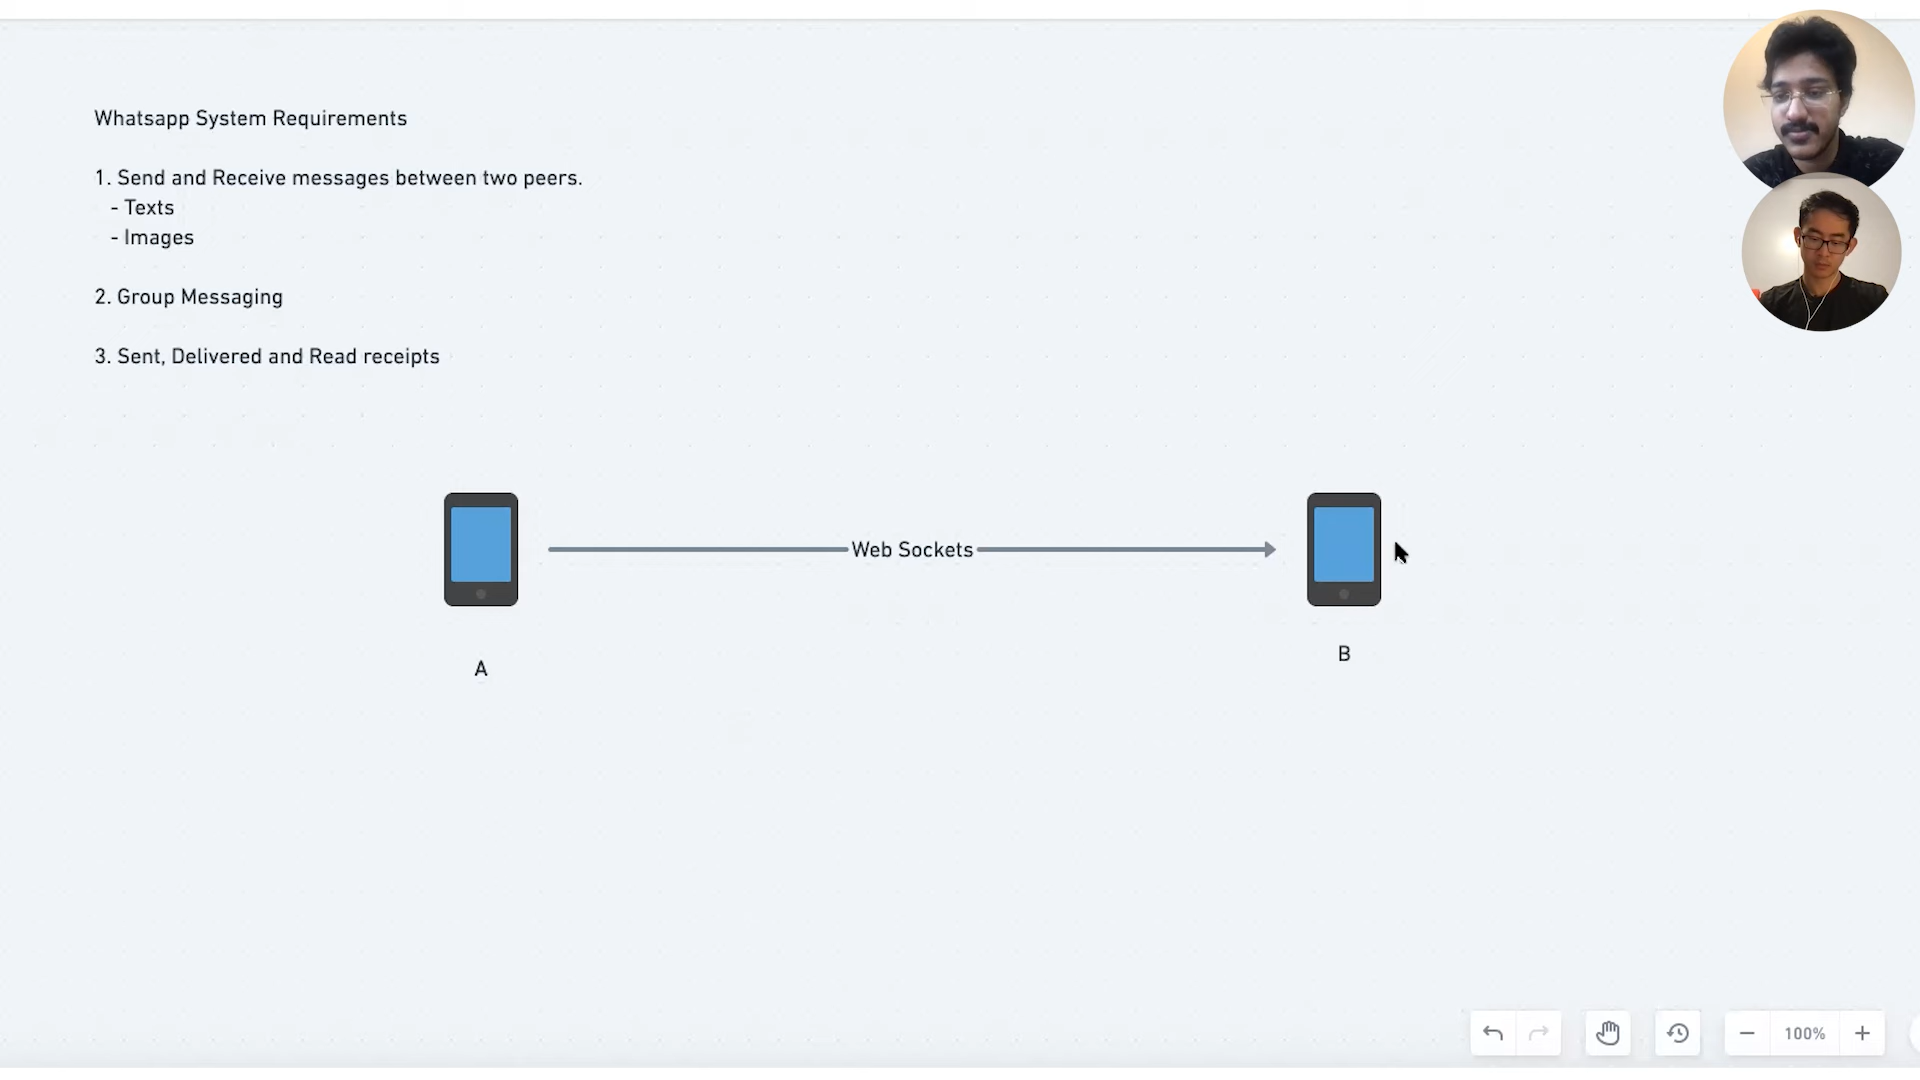 Whatsapp System Requirements
1. Send and Receive messages between two peers.
- Texts
- Images
2. Group Messaging
3. Sent, Delivered and Read receipts
Web Sockets
A
B
100%